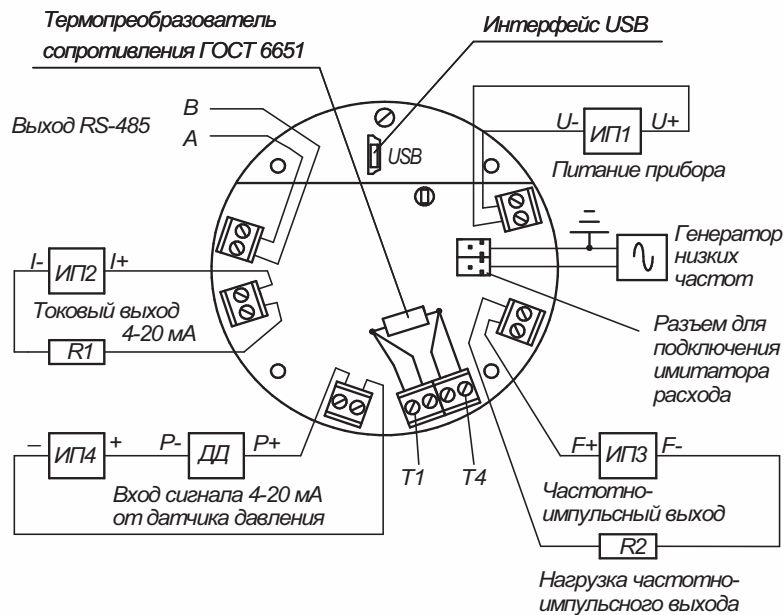 Термопреобразователь
сопротивления ГОСТ 6651
Интерфейс USB
Выход RS-485
B
A
USB
U-
ИП1
U+
Питание прибора
I-
ИП2
I+
Токовый выход
4-20 мА
R1
Генератор
низких
частот
Разъем для
подключения
имитатора
расхода
–
ИП4
+
P-
ДД
P+
Вход сигнала 4-20 мА
от датчика давления
T1
T4
F+
ИП3
F-
Частотно-
импульсный выход
R2
Нагрузка частотно-
импульсного выхода